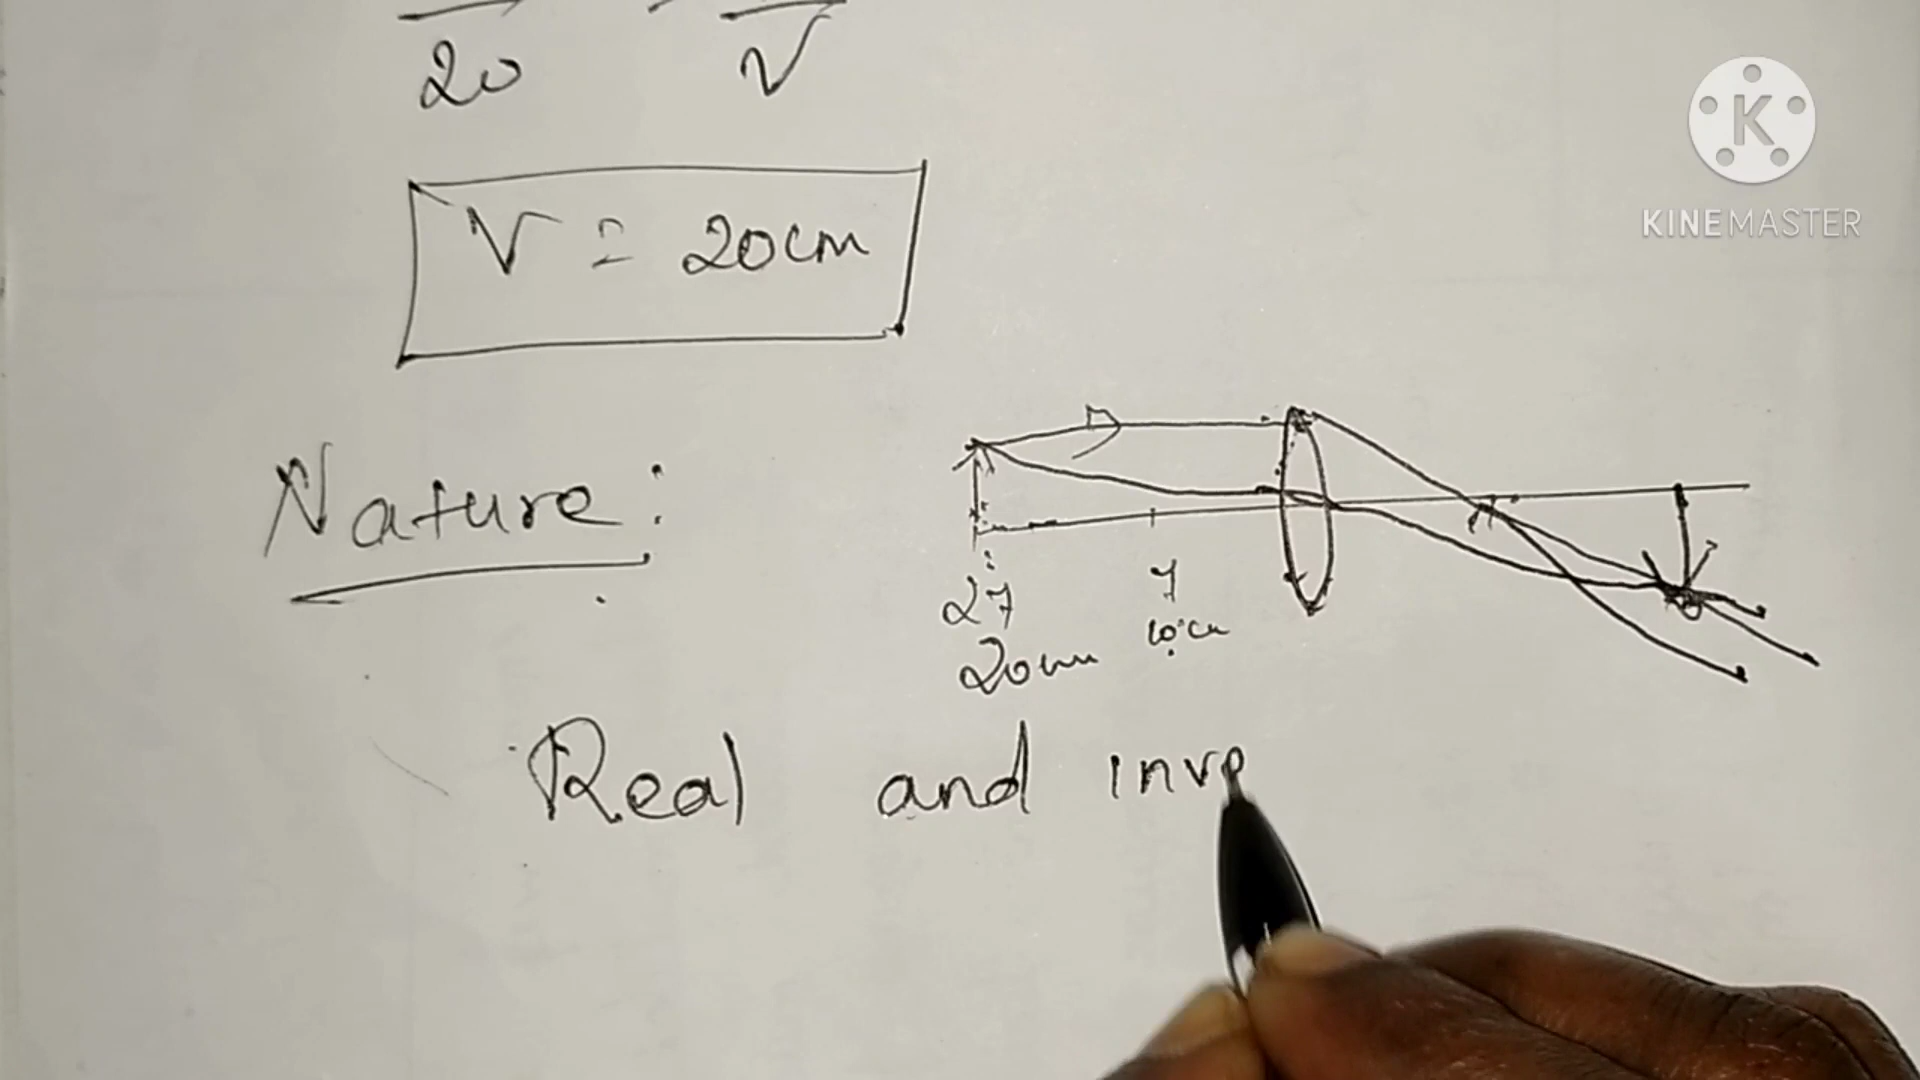 20 V
V = 20cm
K
KINEMASTER
Nature:
2f f
20cm 10cm
Real and inve